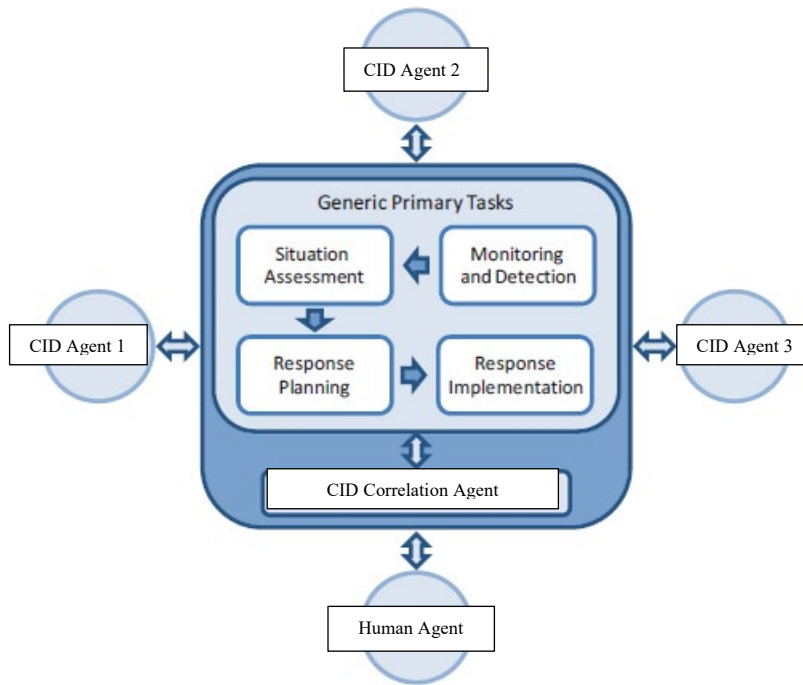 CID Agent 2
Generic Primary Tasks
Situation
Assessment
Monitoring
and Detection
CID Agent 1
CID Agent 3
Response
Planning
Response
Implementation
CID Correlation Agent
Human Agent